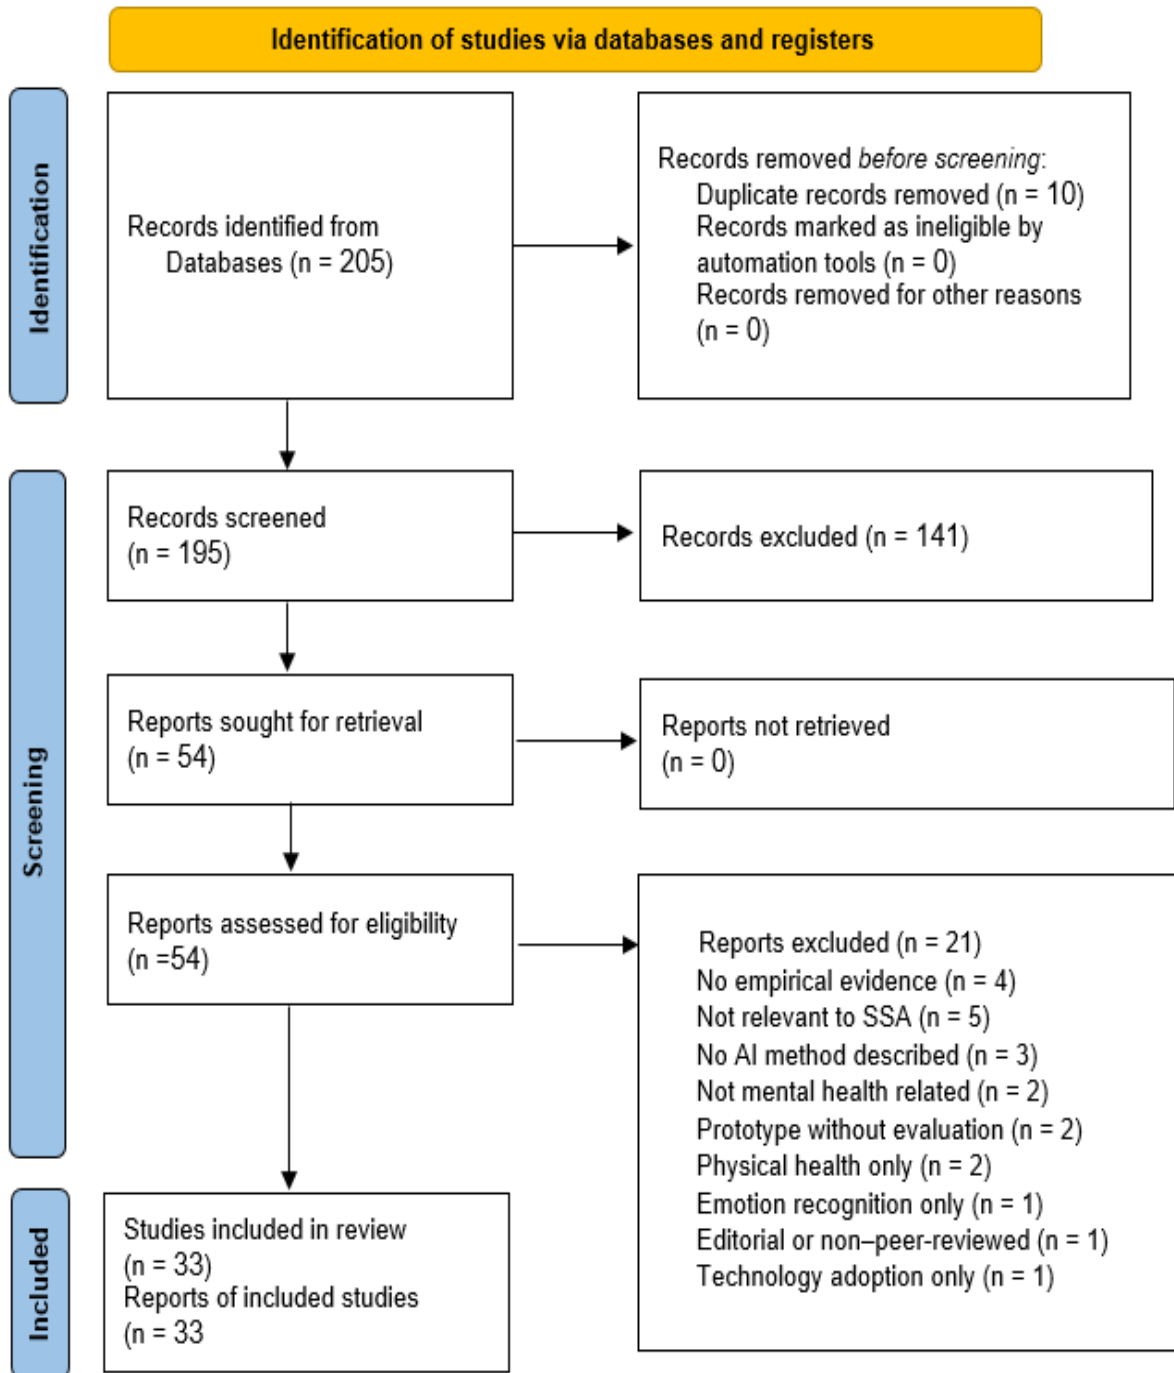 Identification of studies via databases and registers
Identification
Records identified from
Databases (n = 205)
Records removed before screening:
Duplicate records removed (n = 10)
Records marked as ineligible by
automation tools (n = 0)
Records removed for other reasons
(n = 0)
Screening
Records screened
(n = 195)
Records excluded (n = 141)
Reports sought for retrieval
(n = 54)
Reports not retrieved
(n = 0)
Reports assessed for eligibility
(n =54)
Reports excluded (n = 21)
No empirical evidence (n = 4)
Not relevant to SSA (n = 5)
No AI method described (n = 3)
Not mental health related (n = 2)
Prototype without evaluation (n = 2)
Physical health only (n = 2)
Emotion recognition only (n = 1)
Editorial or non–peer-reviewed (n = 1)
Technology adoption only (n = 1)
Included
Studies included in review
(n = 33)
Reports of included studies
(n = 33